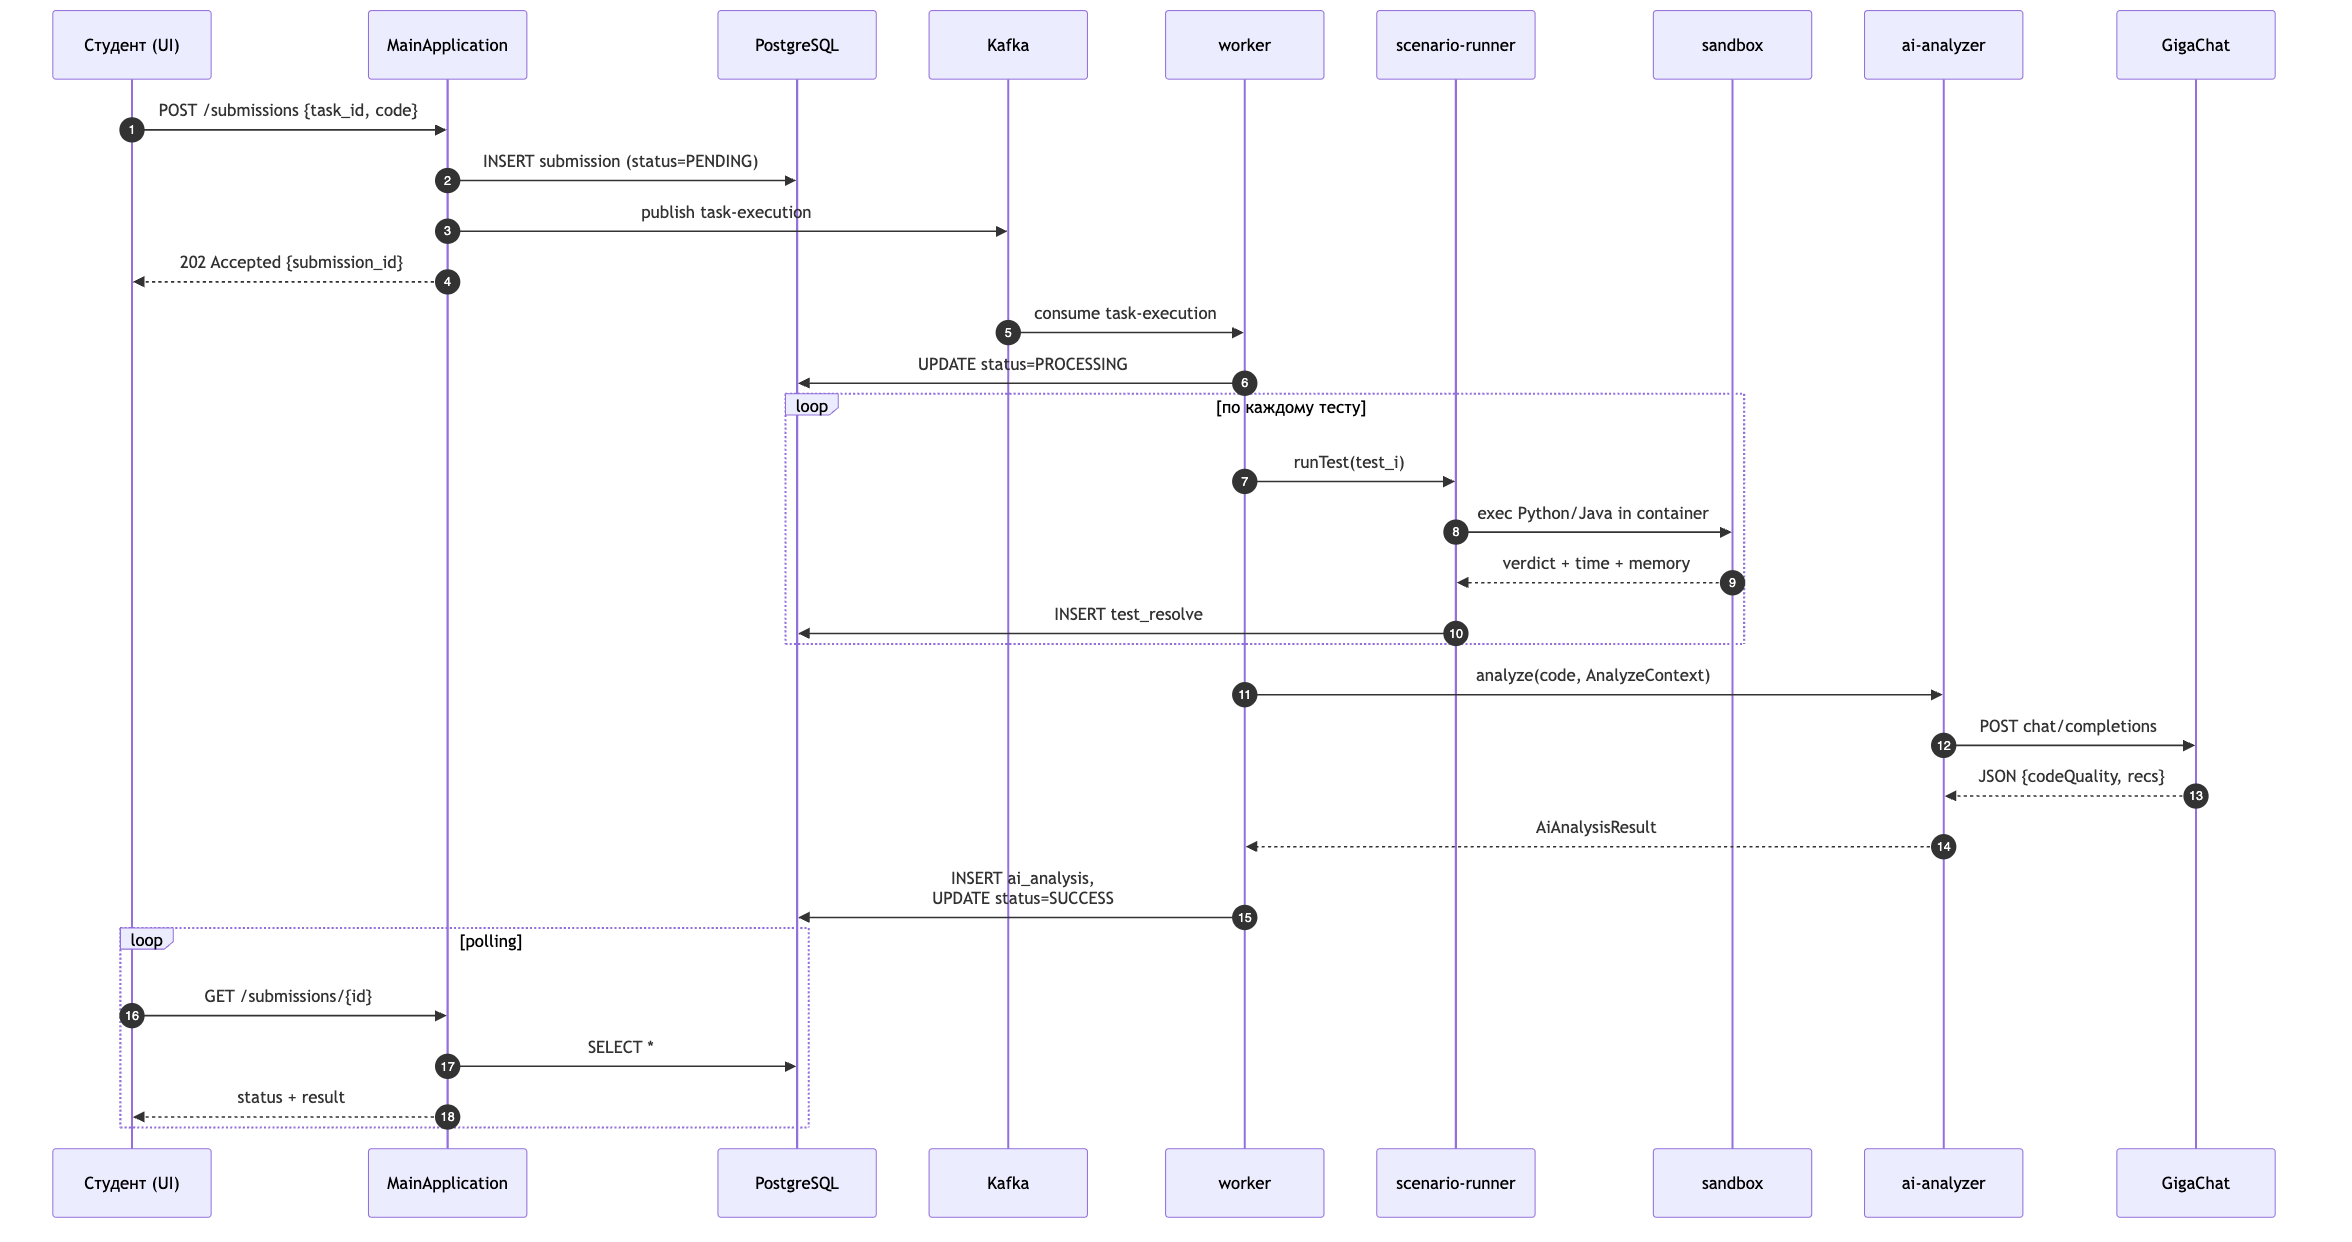 Студент (UI)
MainApplication
PostgreSQL
Kafka
worker
scenario-runner
sandbox
ai-analyzer
GigaChat
POST /submissions {task_id, code}
1
INSERT submission (status=PENDING)
2
publish task-execution
3
202 Accepted {submission_id}
4
consume task-execution
5
UPDATE status=PROCESSING
6
loop
[по каждому тесту]
runTest(test_i)
7
exec Python/Java in container
8
verdict + time + memory
9
INSERT test_resolve
10
analyze(code, AnalyzeContext)
11
POST chat/completions
12
JSON {codeQuality, recs}
13
AiAnalysisResult
14
INSERT ai_analysis,
UPDATE status=SUCCESS
15
loop
[polling]
GET /submissions/{id}
16
SELECT *
17
status + result
18
Студент (UI)
MainApplication
PostgreSQL
Kafka
worker
scenario-runner
sandbox
ai-analyzer
GigaChat